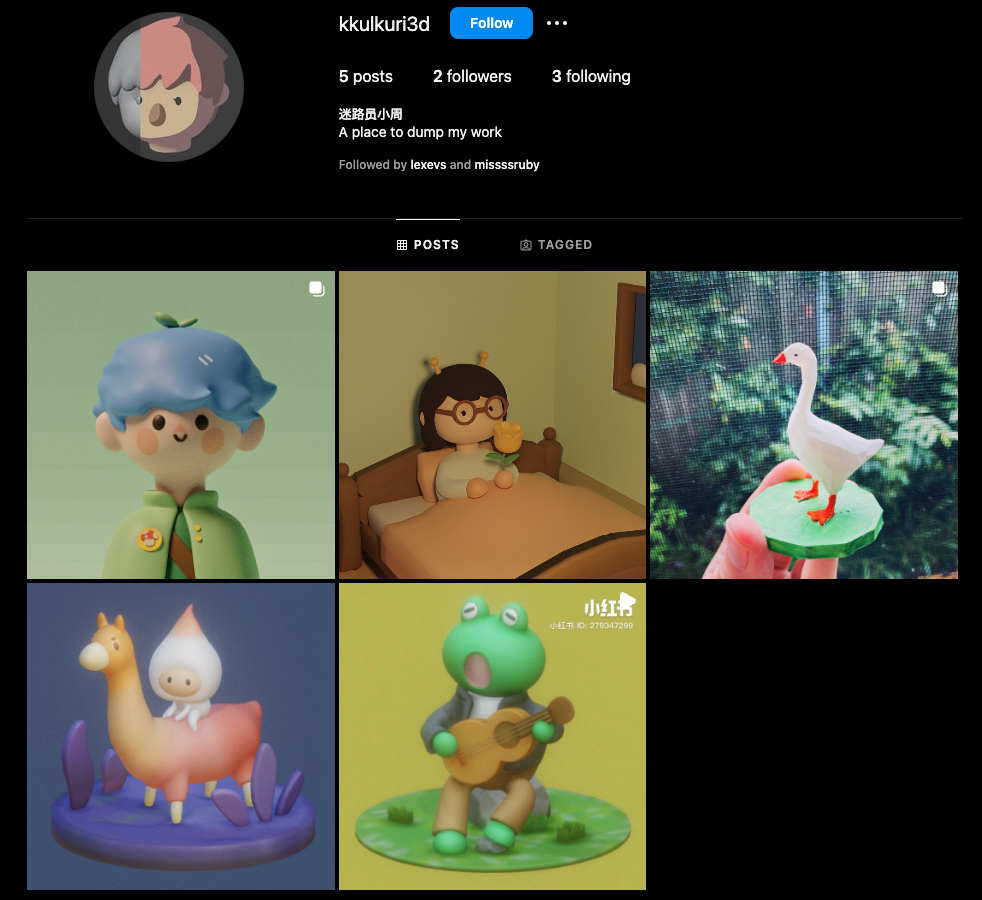 kkulkuri3d
Follow
5 posts
2 followers
3 following
迷路员小周
A place to dump my work
Followed by lexevs and missssruby
POSTS
TAGGED
小红书
小红书 ID: 279347299